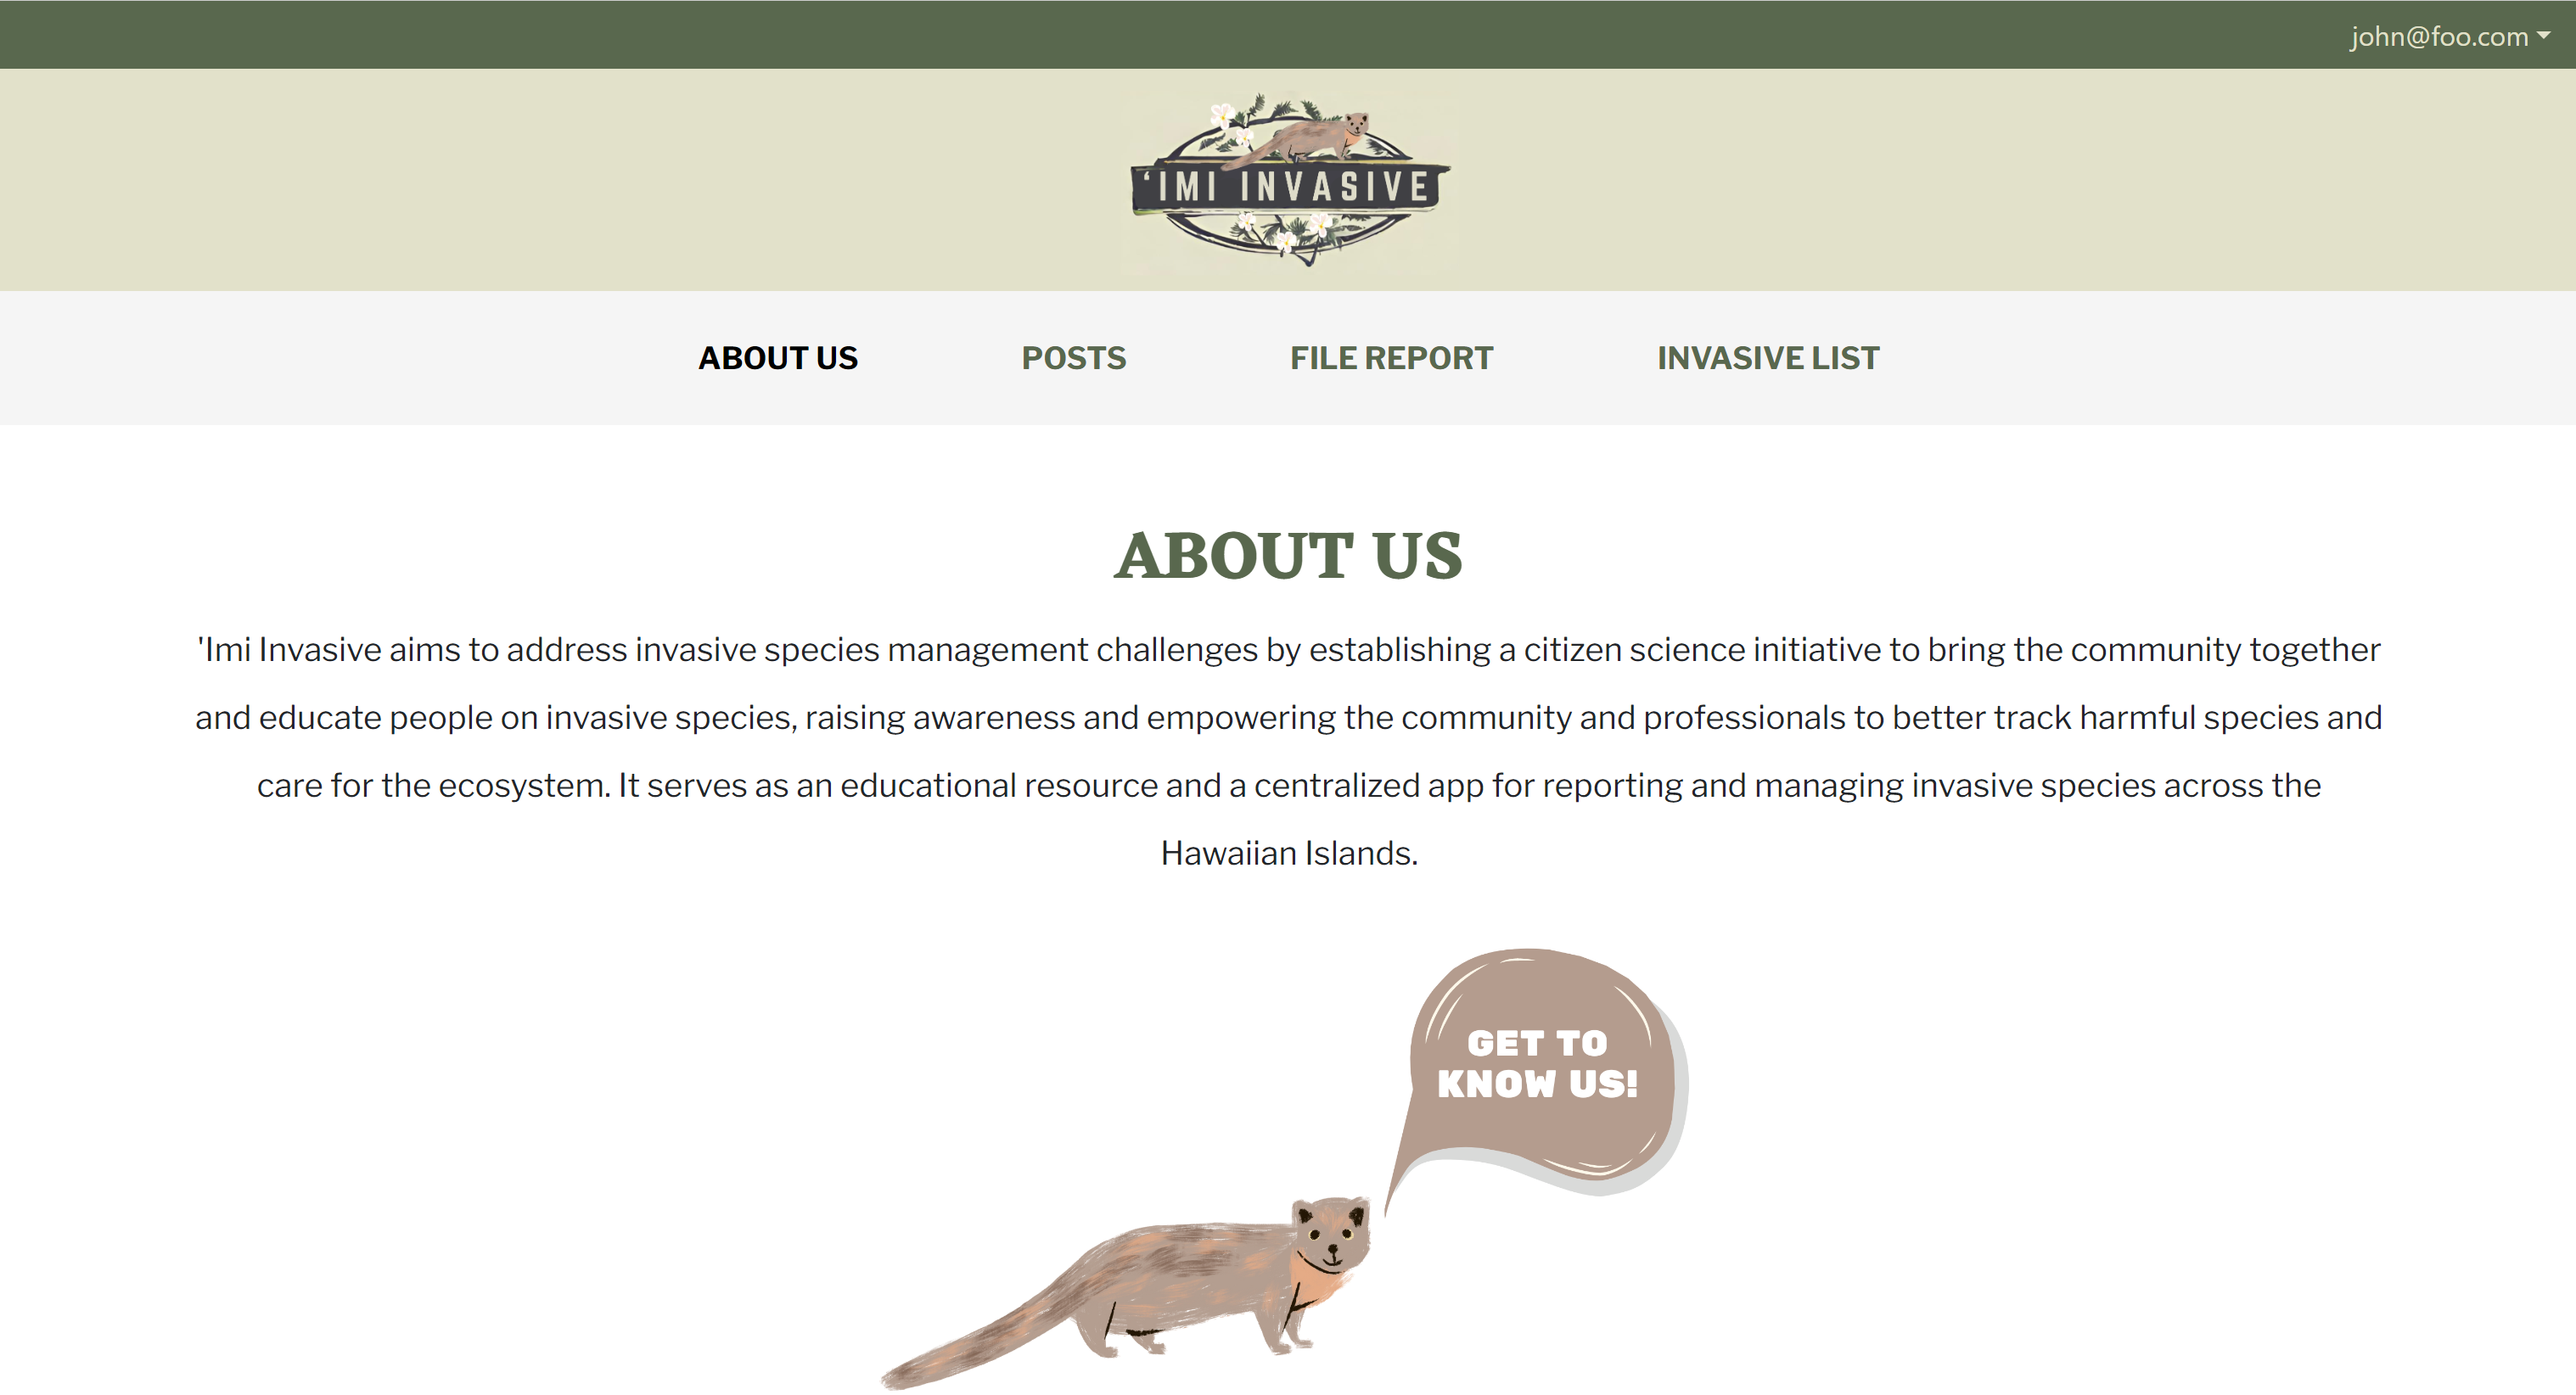 john@foo.com
‘IMI INVASIVE
ABOUT US
POSTS
FILE REPORT
INVASIVE LIST
ABOUT US
'Imi Invasive aims to address invasive species management challenges by establishing a citizen science initiative to bring the community together
and educate people on invasive species, raising awareness and empowering the community and professionals to better track harmful species and
care for the ecosystem. It serves as an educational resource and a centralized app for reporting and managing invasive species across the
Hawaiian Islands.
GET TO
KNOW US!